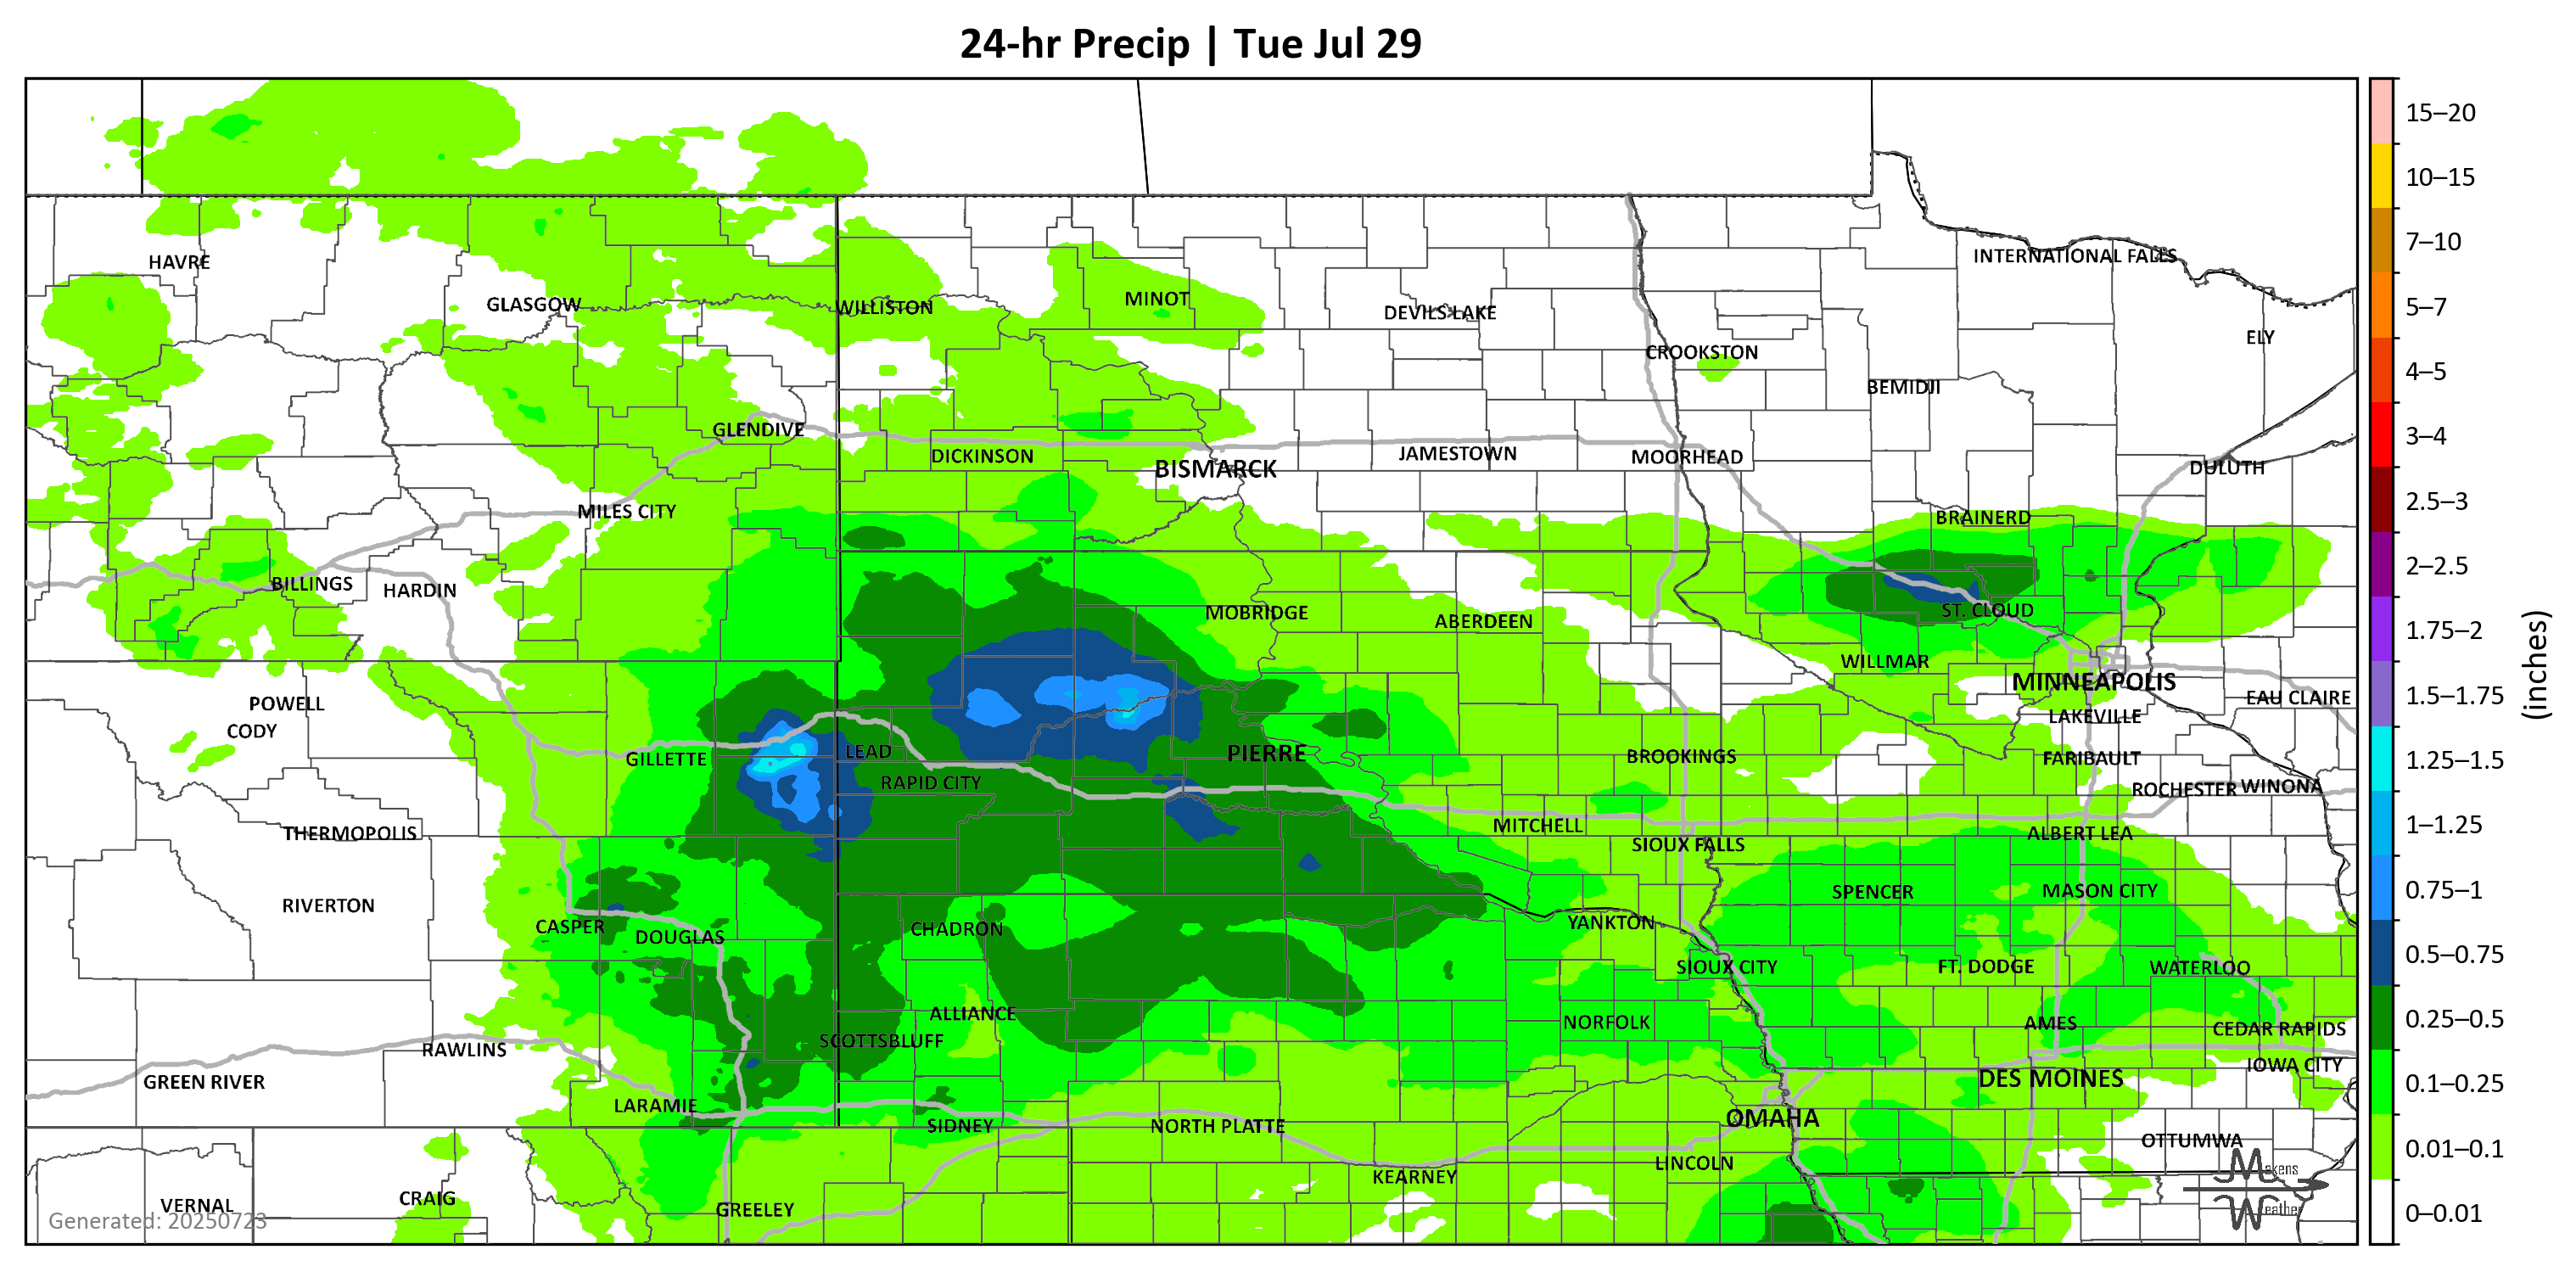 24-hr Precip | Tue Jul 29
15–20
10–15
7–10
5–7
4–5
3–4
2.5–3
2–2.5
1.75–2
1.5–1.75
1.25–1.5
1–1.25
0.75–1
0.5–0.75
0.25–0.5
0.1–0.25
0.01–0.1
0–0.01
(inches)
INTERNATIONAL FALLS
HAVRE
GLASGOW
WILLISTON
MINOT
DEVILS LAKE
ELY
CROOKSTON
BEMIDJI
GLENDIVE
DICKINSON
BISMARCK
JAMESTOWN
MOORHEAD
DULUTH
MILES CITY
BRAINERD
BILLINGS
HARDIN
MOBRIDGE
ABERDEEN
ST. CLOUD
WILLMAR
MINNEAPOLIS
POWELL
CODY
EAU CLAIRE
LAKEVILLE
GILLETTE
LEAD
PIERRE
BROOKINGS
FARIBAULT
RAPID CITY
ROCHESTER
WINONA
THERMOPOLIS
MITCHELL
ALBERT LEA
SIOUX FALLS
RIVERTON
SPENCER
MASON CITY
CASPER
DOUGLAS
CHADRON
YANKTON
SIOUX CITY
FT. DODGE
WATERLOO
ALLIANCE
NORFOLK
AMES
CEDAR RAPIDS
SCOTTSBLUFF
RAWLINS
IOWA CITY
GREEN RIVER
DES MOINES
LARAMIE
SIDNEY
NORTH PLATTE
OMAHA
OTTUMWA
LINCOLN
KEARNEY
VERNAL
CRAIG
GREELEY
Generated: 20250723
Makens
Weather